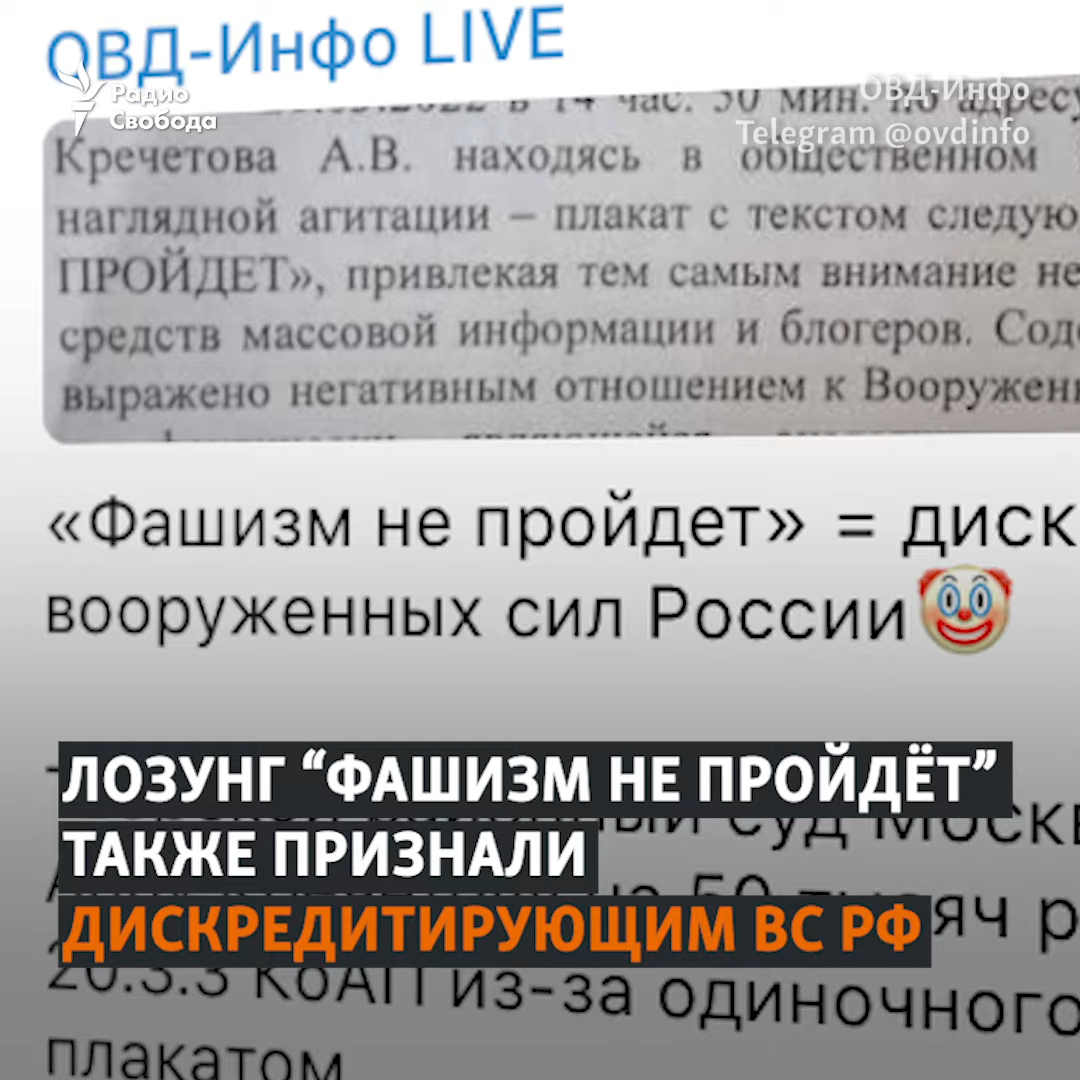 ОВД-Инфо LIVE
Радио
Свобода
ОВД-Инфо
Telegram @ovdinfo
в 14 час. 30 мин. по адресу
Кречетова А.В. находясь в общественном
наглядной агитации – плакат с текстом следую
ПРОЙДЕТ», привлекая тем самым внимание не
средств массовой информации и блогеров. Сод
выражено негативным отношением к Вооружен
«Фашизм не пройдет» = диск
вооруженных сил России🤡
ЛОЗУНГ “ФАШИЗМ НЕ ПРОЙДЁТ”
ТАКЖЕ ПРИЗНАЛИ
ДИСКРЕДИТИРУЮЩИМ ВС РФ
суд Моск
50 тысяч р
20.3.3 КоАП из-за одиночного
плакатом